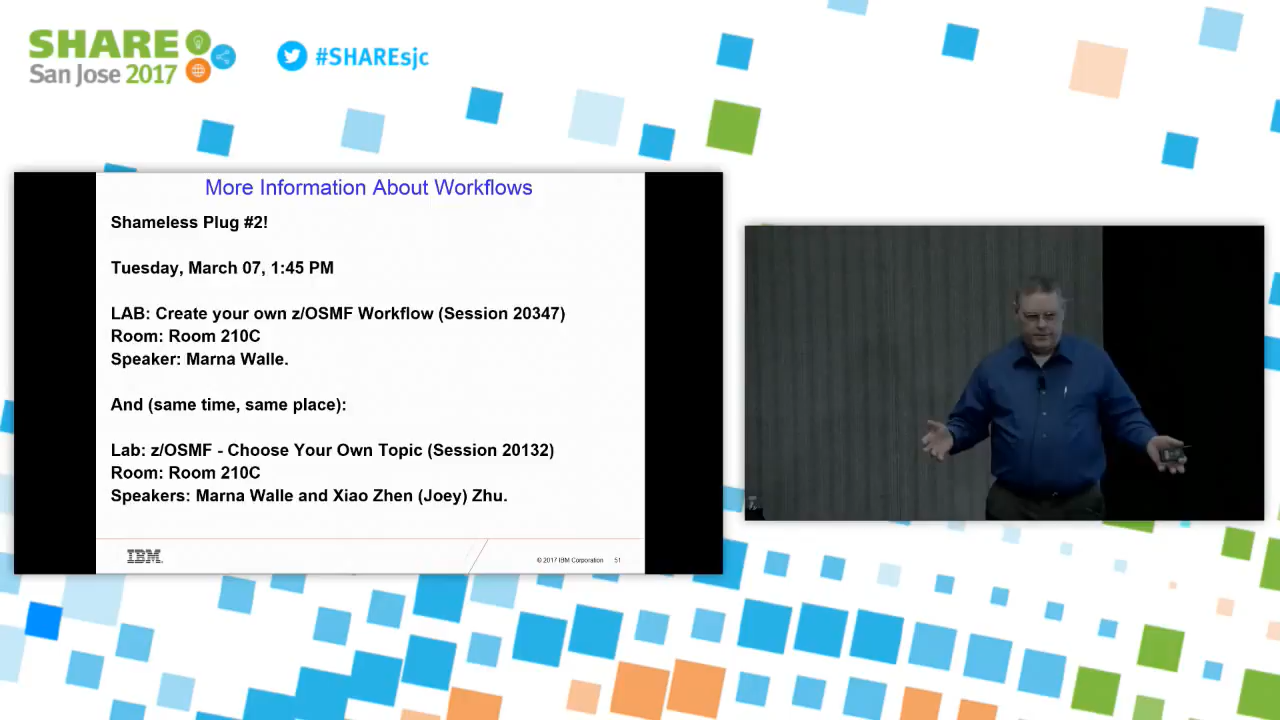 SHARE
San Jose 2017
#SHAREsjc
More Information About Workflows
Shameless Plug #2!
Tuesday, March 07, 1:45 PM
LAB: Create your own z/OSMF Workflow (Session 20347)
Room: Room 210C
Speaker: Marna Walle.
And (same time, same place):
Lab: z/OSMF - Choose Your Own Topic (Session 20132)
Room: Room 210C
Speakers: Marna Walle and Xiao Zhen (Joey) Zhu.
IBM
© 2017 IBM Corporation 51